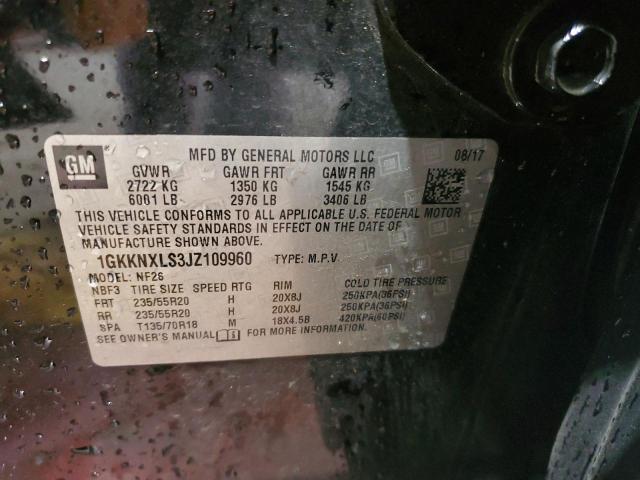 GM
MFD BY GENERAL MOTORS LLC 08/17
GVWR GAWR FRT GAWR RR
2722 KG 1350 KG 1545 KG
6001 LB 2976 LB 3406 LB
THIS VEHICLE CONFORMS TO ALL APPLICABLE U.S. FEDERAL MOTOR
VEHICLE SAFETY STANDARDS IN EFFECT ON THE DATE OF
MANUFACTURE SHOWN ABOVE.
1GKKNXLS3JZ109960 TYPE: M.P.V.
MODEL: NF26
NBF3 TIRE SIZE SPEED RTG RIM COLD TIRE PRESSURE
FRT 235/55R20 H 20X8J 250KPA(36PSI)
RR 235/55R20 H 20X8J 250KPA(36PSI)
SPA T135/70R18 M 18X4.5B 420KPA(60PSI)
SEE OWNER'S MANUAL FOR MORE INFORMATION.